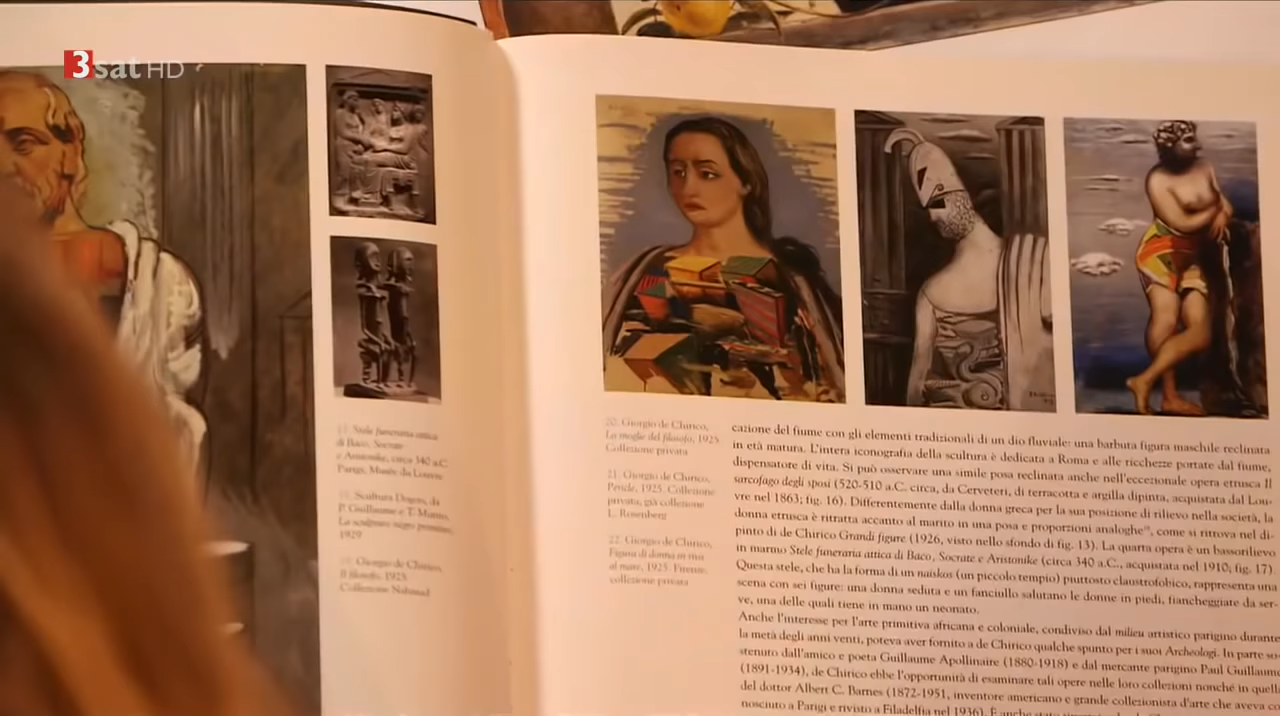 3sat HD
17. Stele funeraria attica
di Baco, Socrate
e Aristonike, circa 340 a.C.
Parigi, Musée du Louvre
Scultura Dogon, da
P. Guillaume e T. Munro,
La sculpture nègre primitive,
1929
Giorgio de Chirico,
Il filosofo, 1925
Collezione Nahmad
20. Giorgio de Chirico,
La moglie del filosofo, 1925
Collezione privata
21. Giorgio de Chirico,
Pericle, 1925. Collezione
privata, già collezione
L. Rosenberg
22. Giorgio de Chirico,
Figura di donna in riva
al mare, 1925. Firenze,
collezione privata
cazione del fiume con gli elementi tradizionali di un dio fluviale: una barbuta figura maschile reclinata
in età matura. L'intera iconografia della scultura è dedicata a Roma e alle ricchezze portate dal fiume,
dispensatore di vita. Si può osservare una simile posa reclinata anche nell'eccezionale opera etrusca Il
sarcofago degli sposi (520-510 a.C. circa, da Cerveteri, di terracotta e argilla dipinta, acquistata dal Lou-
vre nel 1863; fig. 16). Differentemente dalla donna greca per la sua posizione di rilievo nella società, la
donna etrusca è ritratta accanto al marito in una posa e proporzioni analoghe, come si ritrova nel di-
pinto di de Chirico Grandi figure (1926, visto nello sfondo di fig. 13). La quarta opera è un bassorilievo
in marmo Stele funeraria attica di Baco, Socrate e Aristonike (circa 340 a.C., acquistata nel 1910; fig. 17).
Questa stele, che ha la forma di un naiskos (un piccolo tempio) piuttosto claustrofobico, rappresenta una
scena con sei figure: una donna seduta e un fanciullo salutano le donne in piedi, fiancheggiate da ser-
ve, una delle quali tiene in mano un neonato.
Anche l'interesse per l'arte primitiva africana e coloniale, condiviso dal milieu artistico parigino durante
la metà degli anni venti, poteva aver fornito a de Chirico qualche spunto per i suoi Archeologi. In parte so-
stenuto dall'amico e poeta Guillaume Apollinaire (1880-1918) e dal mercante parigino Paul Guillaume
(1891-1934), de Chirico ebbe l'opportunità di esaminare tali opere nelle loro collezioni nonché in quell
del dottor Albert C. Barnes (1872-1951, inventore americano e grande collezionista d'arte che aveva co
nosciuto a Parigi e rivisto a Filadelfia nel 1936). È anche stato